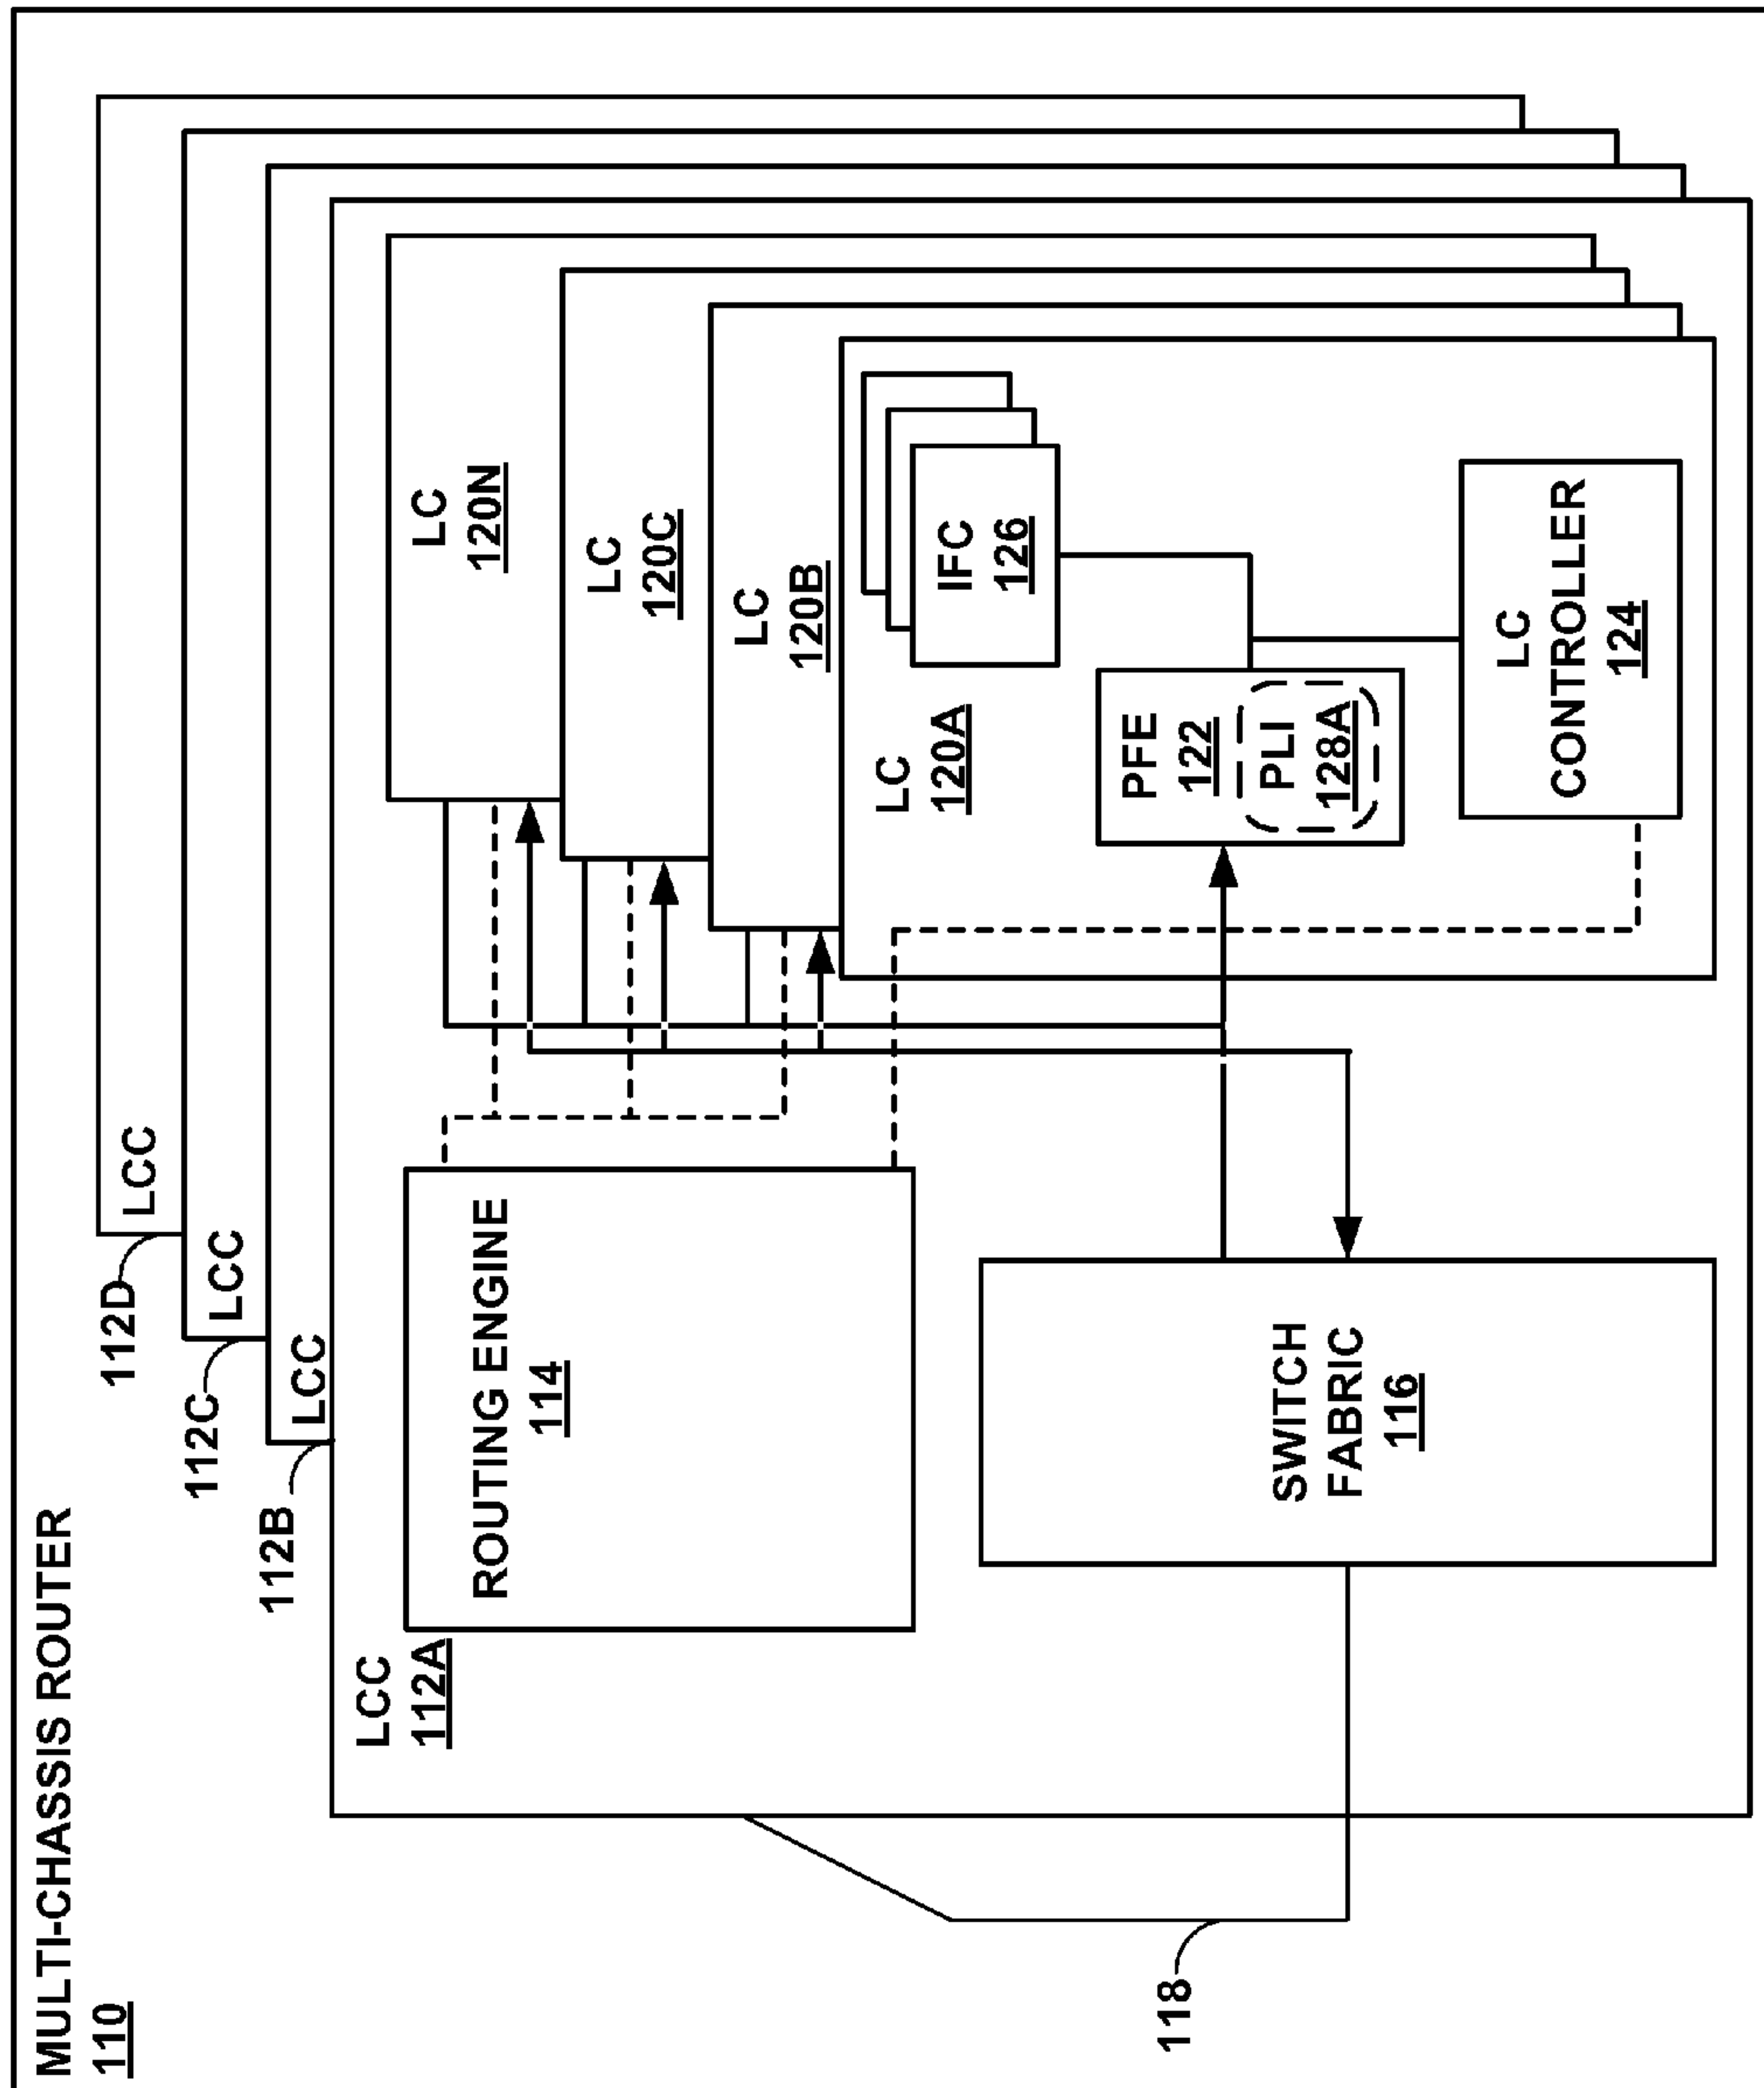 MULTI-CHASSIS ROUTER
110
112D
LCC
112C
LCC
112B
LCC
LCC
112A
ROUTING ENGINE
114
SWITCH
FABRIC
116
118
LC
120N
LC
120C
LC
120B
LC
120A
IFC
126
PFE
122
PLI
128A
LC
CONTROLLER
124